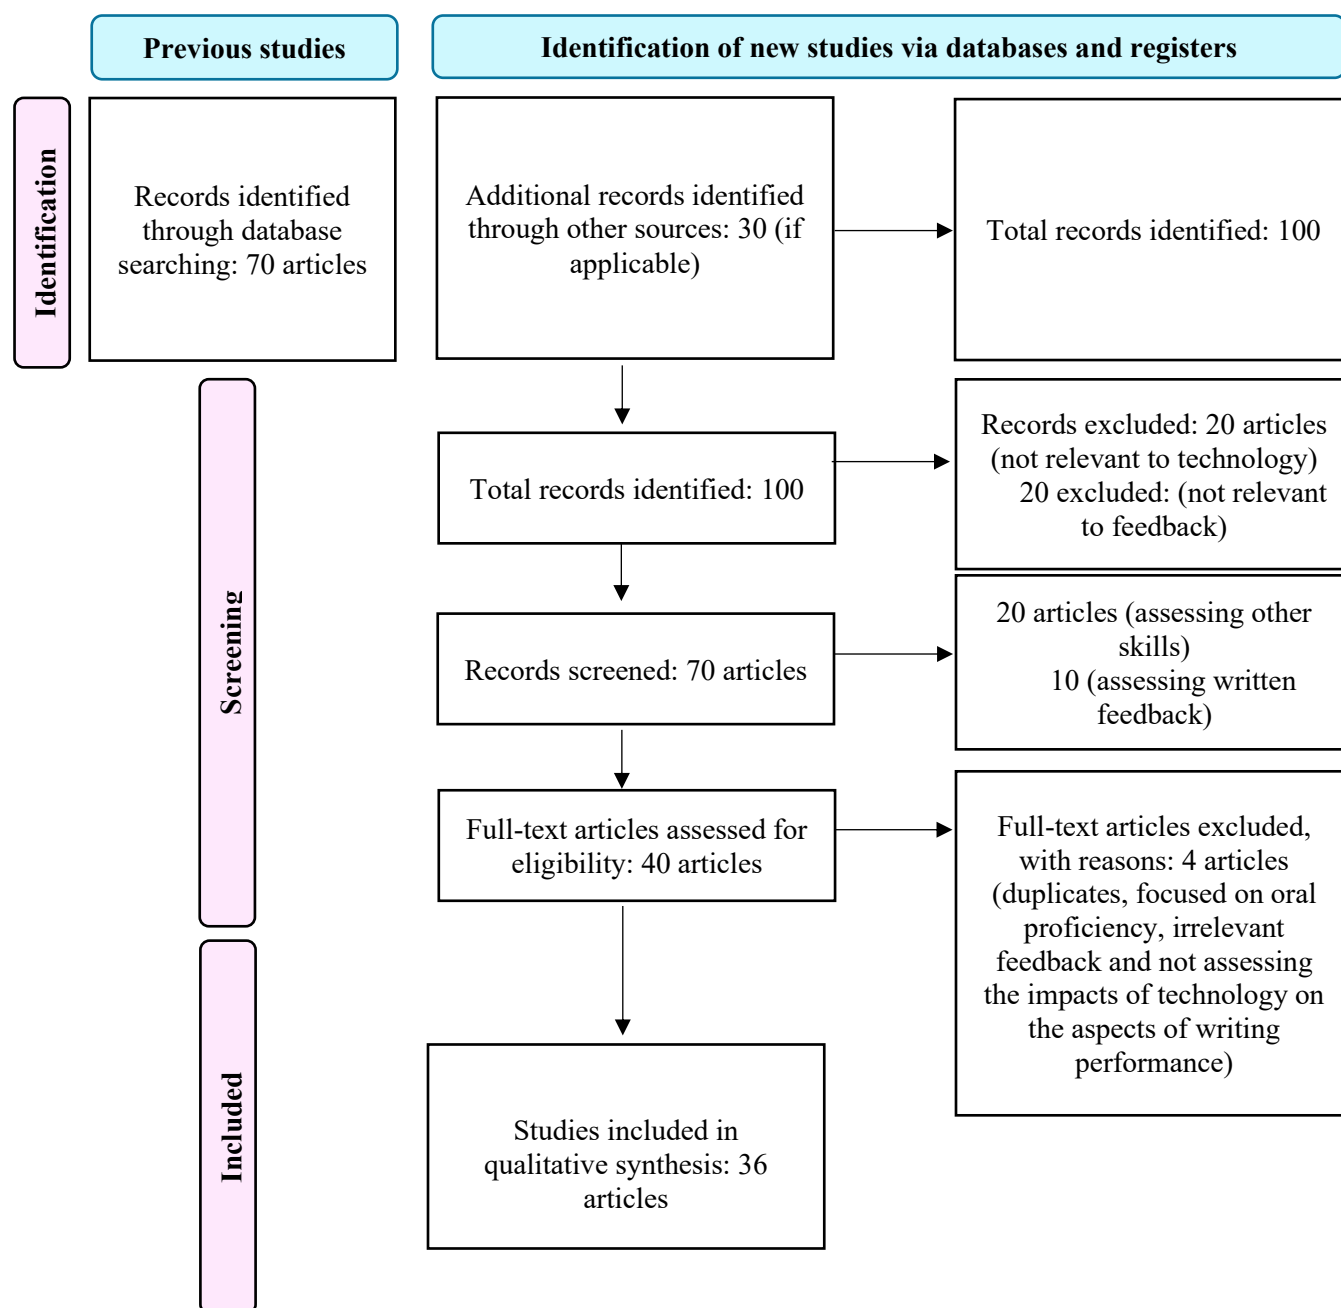 Previous studies
Identification of new studies via databases and registers
Identification
Records identified
through database
searching: 70 articles
Additional records identified
through other sources: 30 (if
applicable)
Total records identified: 100
Screening
Total records identified: 100
Records excluded: 20 articles
(not relevant to technology)
20 excluded: (not relevant
to feedback)
Records screened: 70 articles
20 articles (assessing other
skills)
10 (assessing written
feedback)
Full-text articles assessed for
eligibility: 40 articles
Full-text articles excluded,
with reasons: 4 articles
(duplicates, focused on oral
proficiency, irrelevant
feedback and not assessing
the impacts of technology on
the aspects of writing
performance)
Included
Studies included in
qualitative synthesis: 36
articles